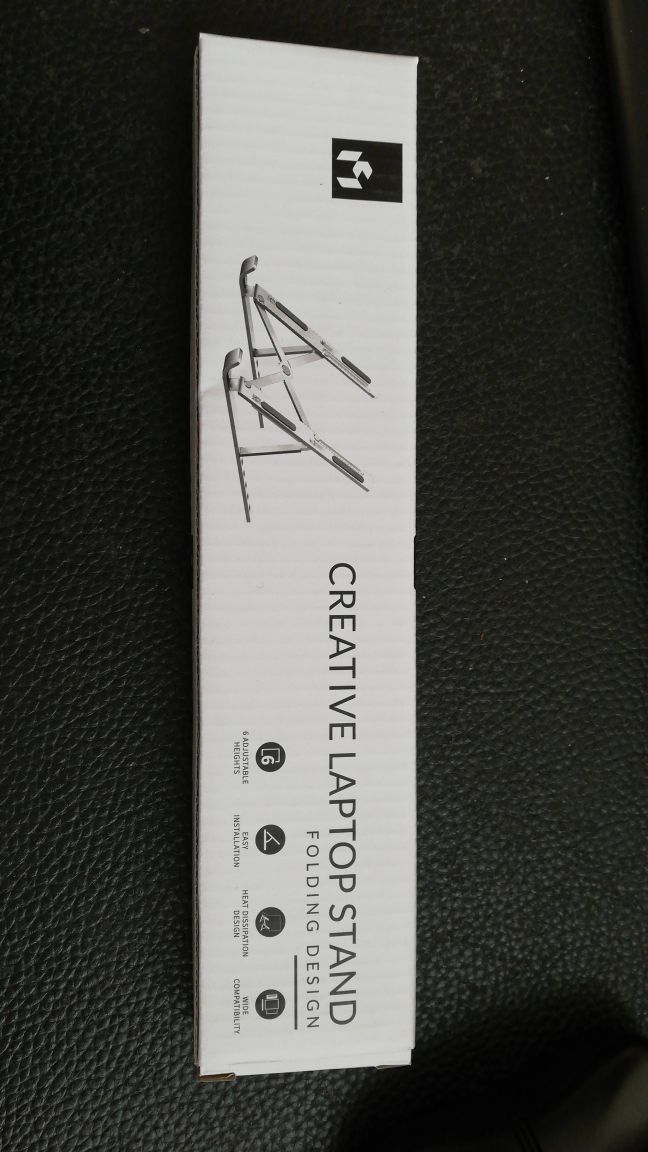 CREATIVE LAPTOP STAND
FOLDING DESIGN
6
6 ADJUSTABLE
HEIGHTS
EASY
INSTALLATION
HEAT DISSIPATION
DESIGN
WIDE
COMPATIBILITY